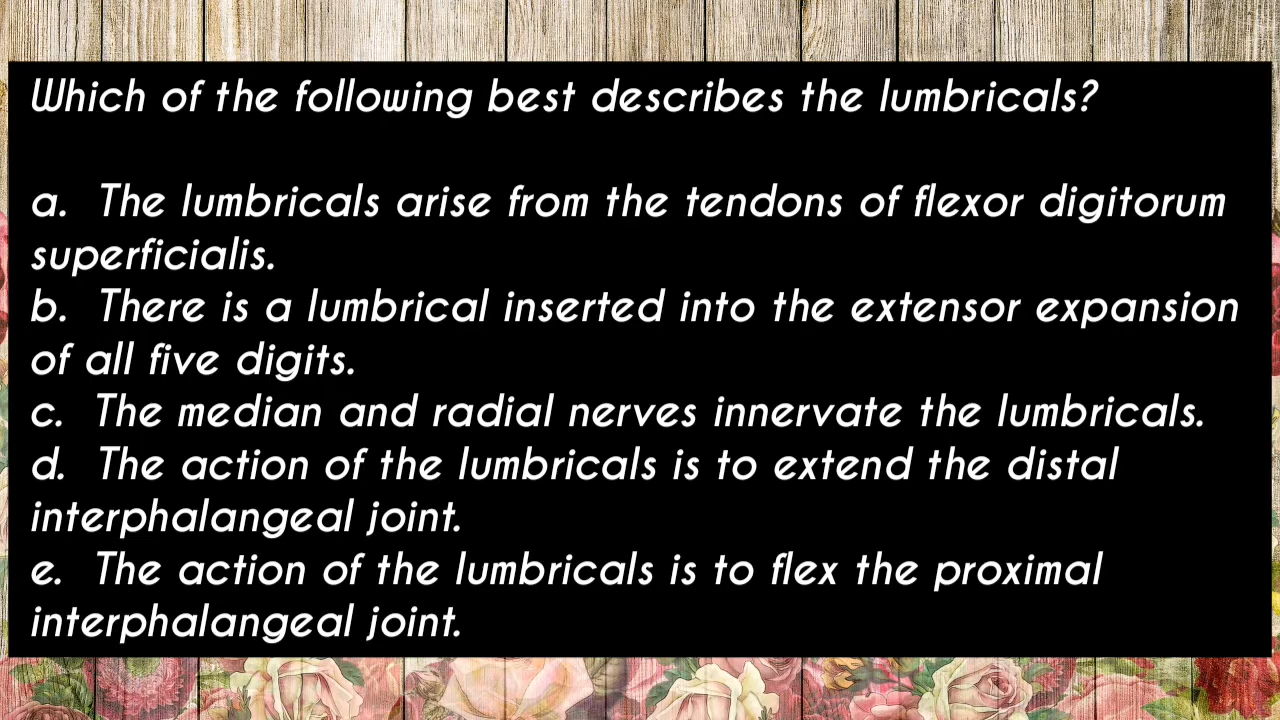 Which of the following best describes the lumbricals?
a. The lumbricals arise from the tendons of flexor digitorum
superficialis.
b. There is a lumbrical inserted into the extensor expansion
of all five digits.
c. The median and radial nerves innervate the lumbricals.
d. The action of the lumbricals is to extend the distal
interphalangeal joint.
e. The action of the lumbricals is to flex the proximal
interphalangeal joint.